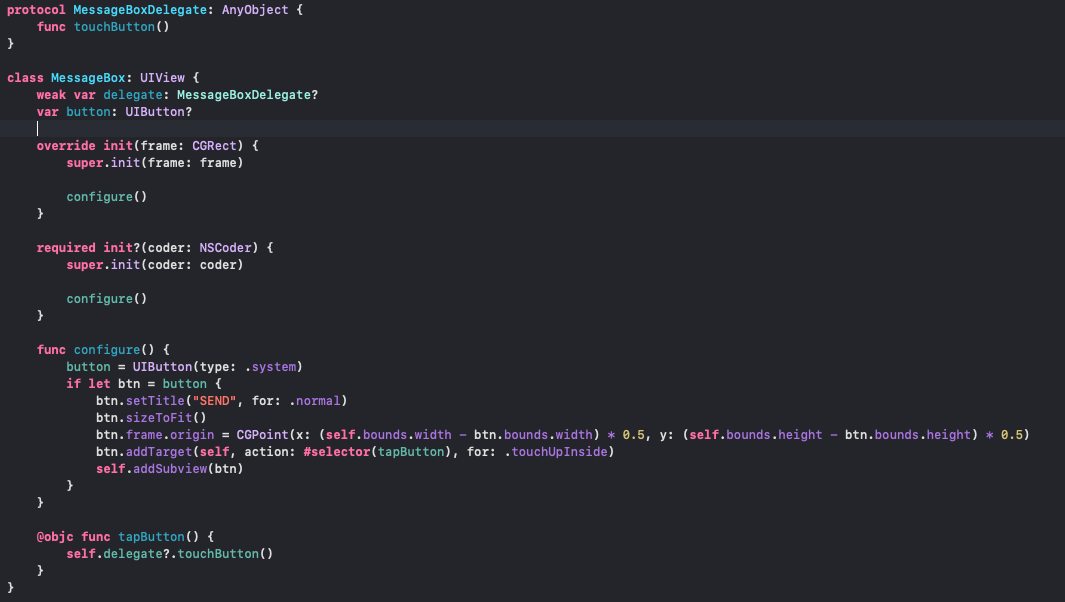 protocol MessageBoxDelegate: AnyObject {
    func touchButton()
}

class MessageBox: UIView {
    weak var delegate: MessageBoxDelegate?
    var button: UIButton?

    override init(frame: CGRect) {
        super.init(frame: frame)

        configure()
    }

    required init?(coder: NSCoder) {
        super.init(coder: coder)

        configure()
    }

    func configure() {
        button = UIButton(type: .system)
        if let btn = button {
            btn.setTitle("SEND", for: .normal)
            btn.sizeToFit()
            btn.frame.origin = CGPoint(x: (self.bounds.width - btn.bounds.width) * 0.5, y: (self.bounds.height - btn.bounds.height) * 0.5)
            btn.addTarget(self, action: #selector(tapButton), for: .touchUpInside)
            self.addSubview(btn)
        }
    }

    @objc func tapButton() {
        self.delegate?.touchButton()
    }
}